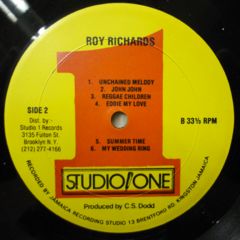 ROY RICHARDS
1. UNCHAINED MELODY
2. JOHN JOHN
3. REGGAE CHILDREN
4. EDDIE MY LOVE
SIDE 2
B 33⅓ RPM
Dist. by:
Studio 1 Records
3135 Fulton St.
Brooklyn N.Y.
(212) 277-4166
5. SUMMER TIME
6. MY WEDDING RING
1
STUDIO ONE
Produced by C.S. Dodd
RECORDED BY JAMAICA RECORDING STUDIO 13 BRENTFORD RD. KINGSTON JAMAICA